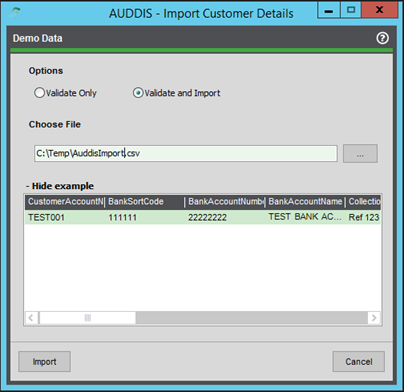 AUDDIS - Import Customer Details
Demo Data
Options
Validate Only Validate and Import
Choose File
C:\Temp\AuddisImport.csv ...
- Hide example
CustomerAccountN BankSortCode BankAccountNumbe BankAccountName Collectio
TEST001 111111 22222222 TEST BANK AC... Ref 123
Import Cancel